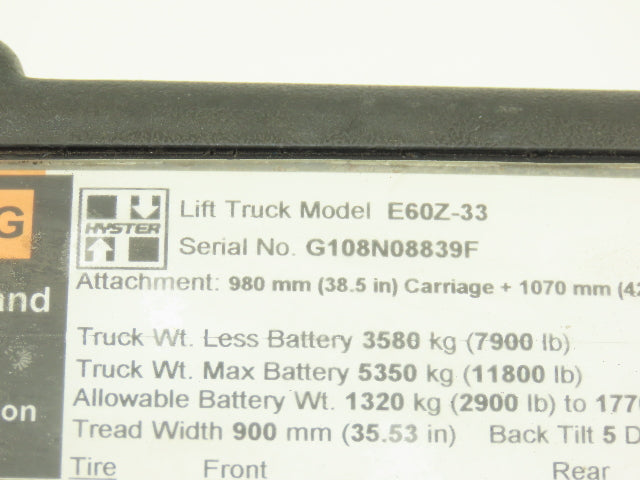 G
HYSTER
Lift Truck Model E60Z-33
Serial No. G108N08839F
Attachment: 980 mm (38.5 in) Carriage + 1070 mm (42
and
Truck Wt. Less Battery 3580 kg (7900 lb)
Truck Wt. Max Battery 5350 kg (11800 lb)
Allowable Battery Wt. 1320 kg (2900 lb) to 1770
on
Tread Width 900 mm (35.53 in) Back Tilt 5 D
Tire Front Rear